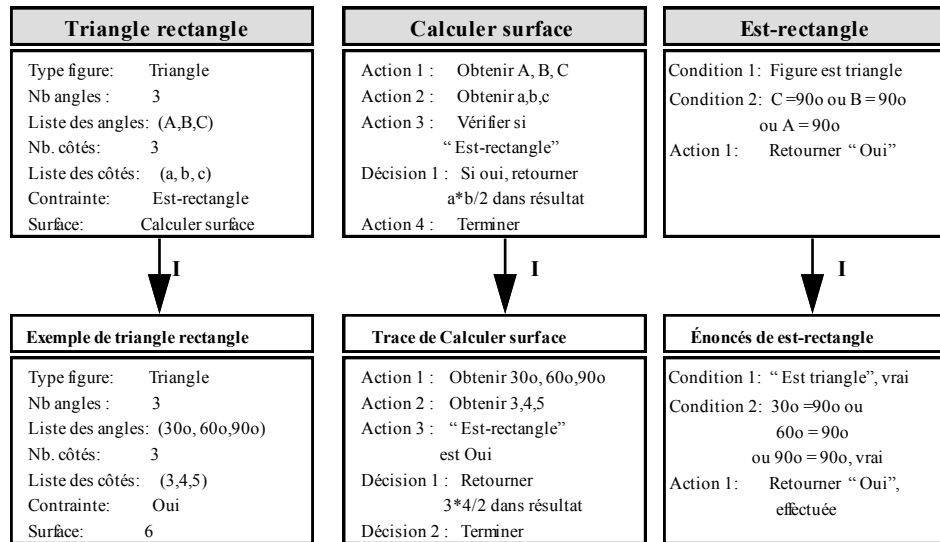 Triangle rectangle
Type figure: Triangle
Nb angles : 3
Liste des angles: (A,B,C)
Nb. côtés: 3
Liste des côtés: (a, b, c)
Contrainte: Est-rectangle
Surface: Calculer surface
Calculer surface
Action 1 : Obtenir A, B, C
Action 2 : Obtenir a,b,c
Action 3 : Vérifier si
“ Est-rectangle”
Décision 1 : Si oui, retourner
a*b/2 dans résultat
Action 4 : Terminer
Est-rectangle
Condition 1: Figure est triangle
Condition 2: C =90o ou B = 90o
ou A = 90o
Action 1: Retourner “ Oui”
I
I
I
Exemple de triangle rectangle
Type figure: Triangle
Nb angles : 3
Liste des angles: (30o, 60o,90o)
Nb. côtés: 3
Liste des côtés: (3,4,5)
Contrainte: Oui
Surface: 6
Trace de Calculer surface
Action 1 : Obtenir 30o, 60o,90o
Action 2 : Obtenir 3,4,5
Action 3 : “ Est-rectangle”
est Oui
Décision 1 : Retourner
3*4/2 dans résultat
Décision 2 : Terminer
Énoncés de est-rectangle
Condition 1: “ Est triangle”, vrai
Condition 2: 30o =90o ou
60o = 90o
ou 90o = 90o, vrai
Action 1: Retourner “ Oui”,
effectuée